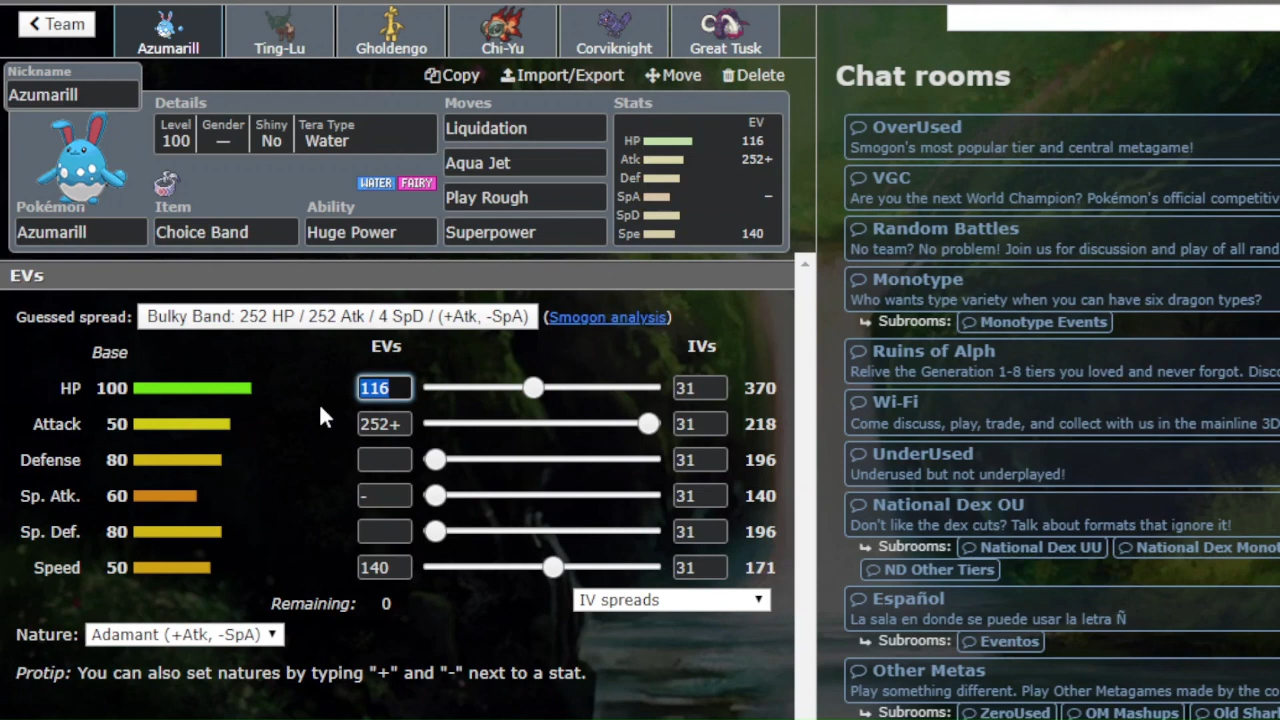 Team
Azumarill
Ting-Lu
Gholdengo
Chi-Yu
Corviknight
Great Tusk
Copy Import/Export Move Delete
Nickname
Azumarill
Details
Level Gender Shiny Tera Type
100 — No Water
WATER FAIRY
Pokémon Item Ability
Azumarill Choice Band Huge Power
Moves
Liquidation
Aqua Jet
Play Rough
Superpower
Stats
EV
HP 116
Atk 252+
Def
SpA –
SpD
Spe 140
EVs
Guessed spread: Bulky Band: 252 HP / 252 Atk / 4 SpD / (+Atk, -SpA) (Smogon analysis)
Base EVs IVs
HP 100 116 31 370
Attack 50 252+ 31 218
Defense 80 31 196
Sp. Atk. 60 - 31 140
Sp. Def. 80 31 196
Speed 50 140 31 171
Remaining: 0 IV spreads
Nature: Adamant (+Atk, -SpA)
Protip: You can also set natures by typing "+" and "-" next to a stat.
Chat rooms
OverUsed
Smogon's most popular tier and central metagame!
VGC
Are you the next World Champion? Pokémon's official competitiv
Random Battles
No team? No problem! Join us for discussion and play of all rand
Monotype
Who wants type variety when you can have six dragon types?
Subrooms: Monotype Events
Ruins of Alph
Relive the Generation 1-8 tiers you loved and never forgot. Disc
Wi-Fi
Come discuss, play, trade, and collect with us in the mainline 3D
UnderUsed
Underused but not underplayed!
National Dex OU
Don't like the dex cuts? Talk about formats that ignore it!
Subrooms: National Dex UU National Dex Monot
ND Other Tiers
Español
La sala en donde se puede usar la letra Ñ
Subrooms: Eventos
Other Metas
Play something different. Play Other Metagames made by the co
Subrooms: ZeroUsed OM Mashups Old Shar